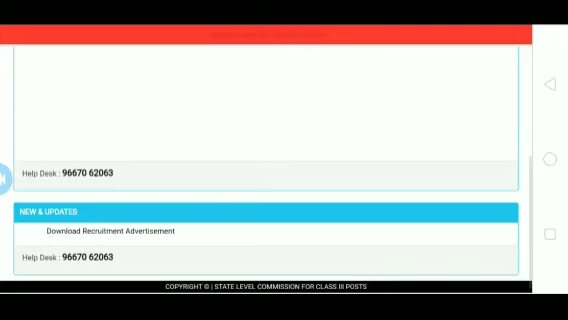 Help Desk : 96670 62063
NEW & UPDATES
Download Recruitment Advertisement
Help Desk : 96670 62063
COPYRIGHT © | STATE LEVEL COMMISSION FOR CLASS III POSTS